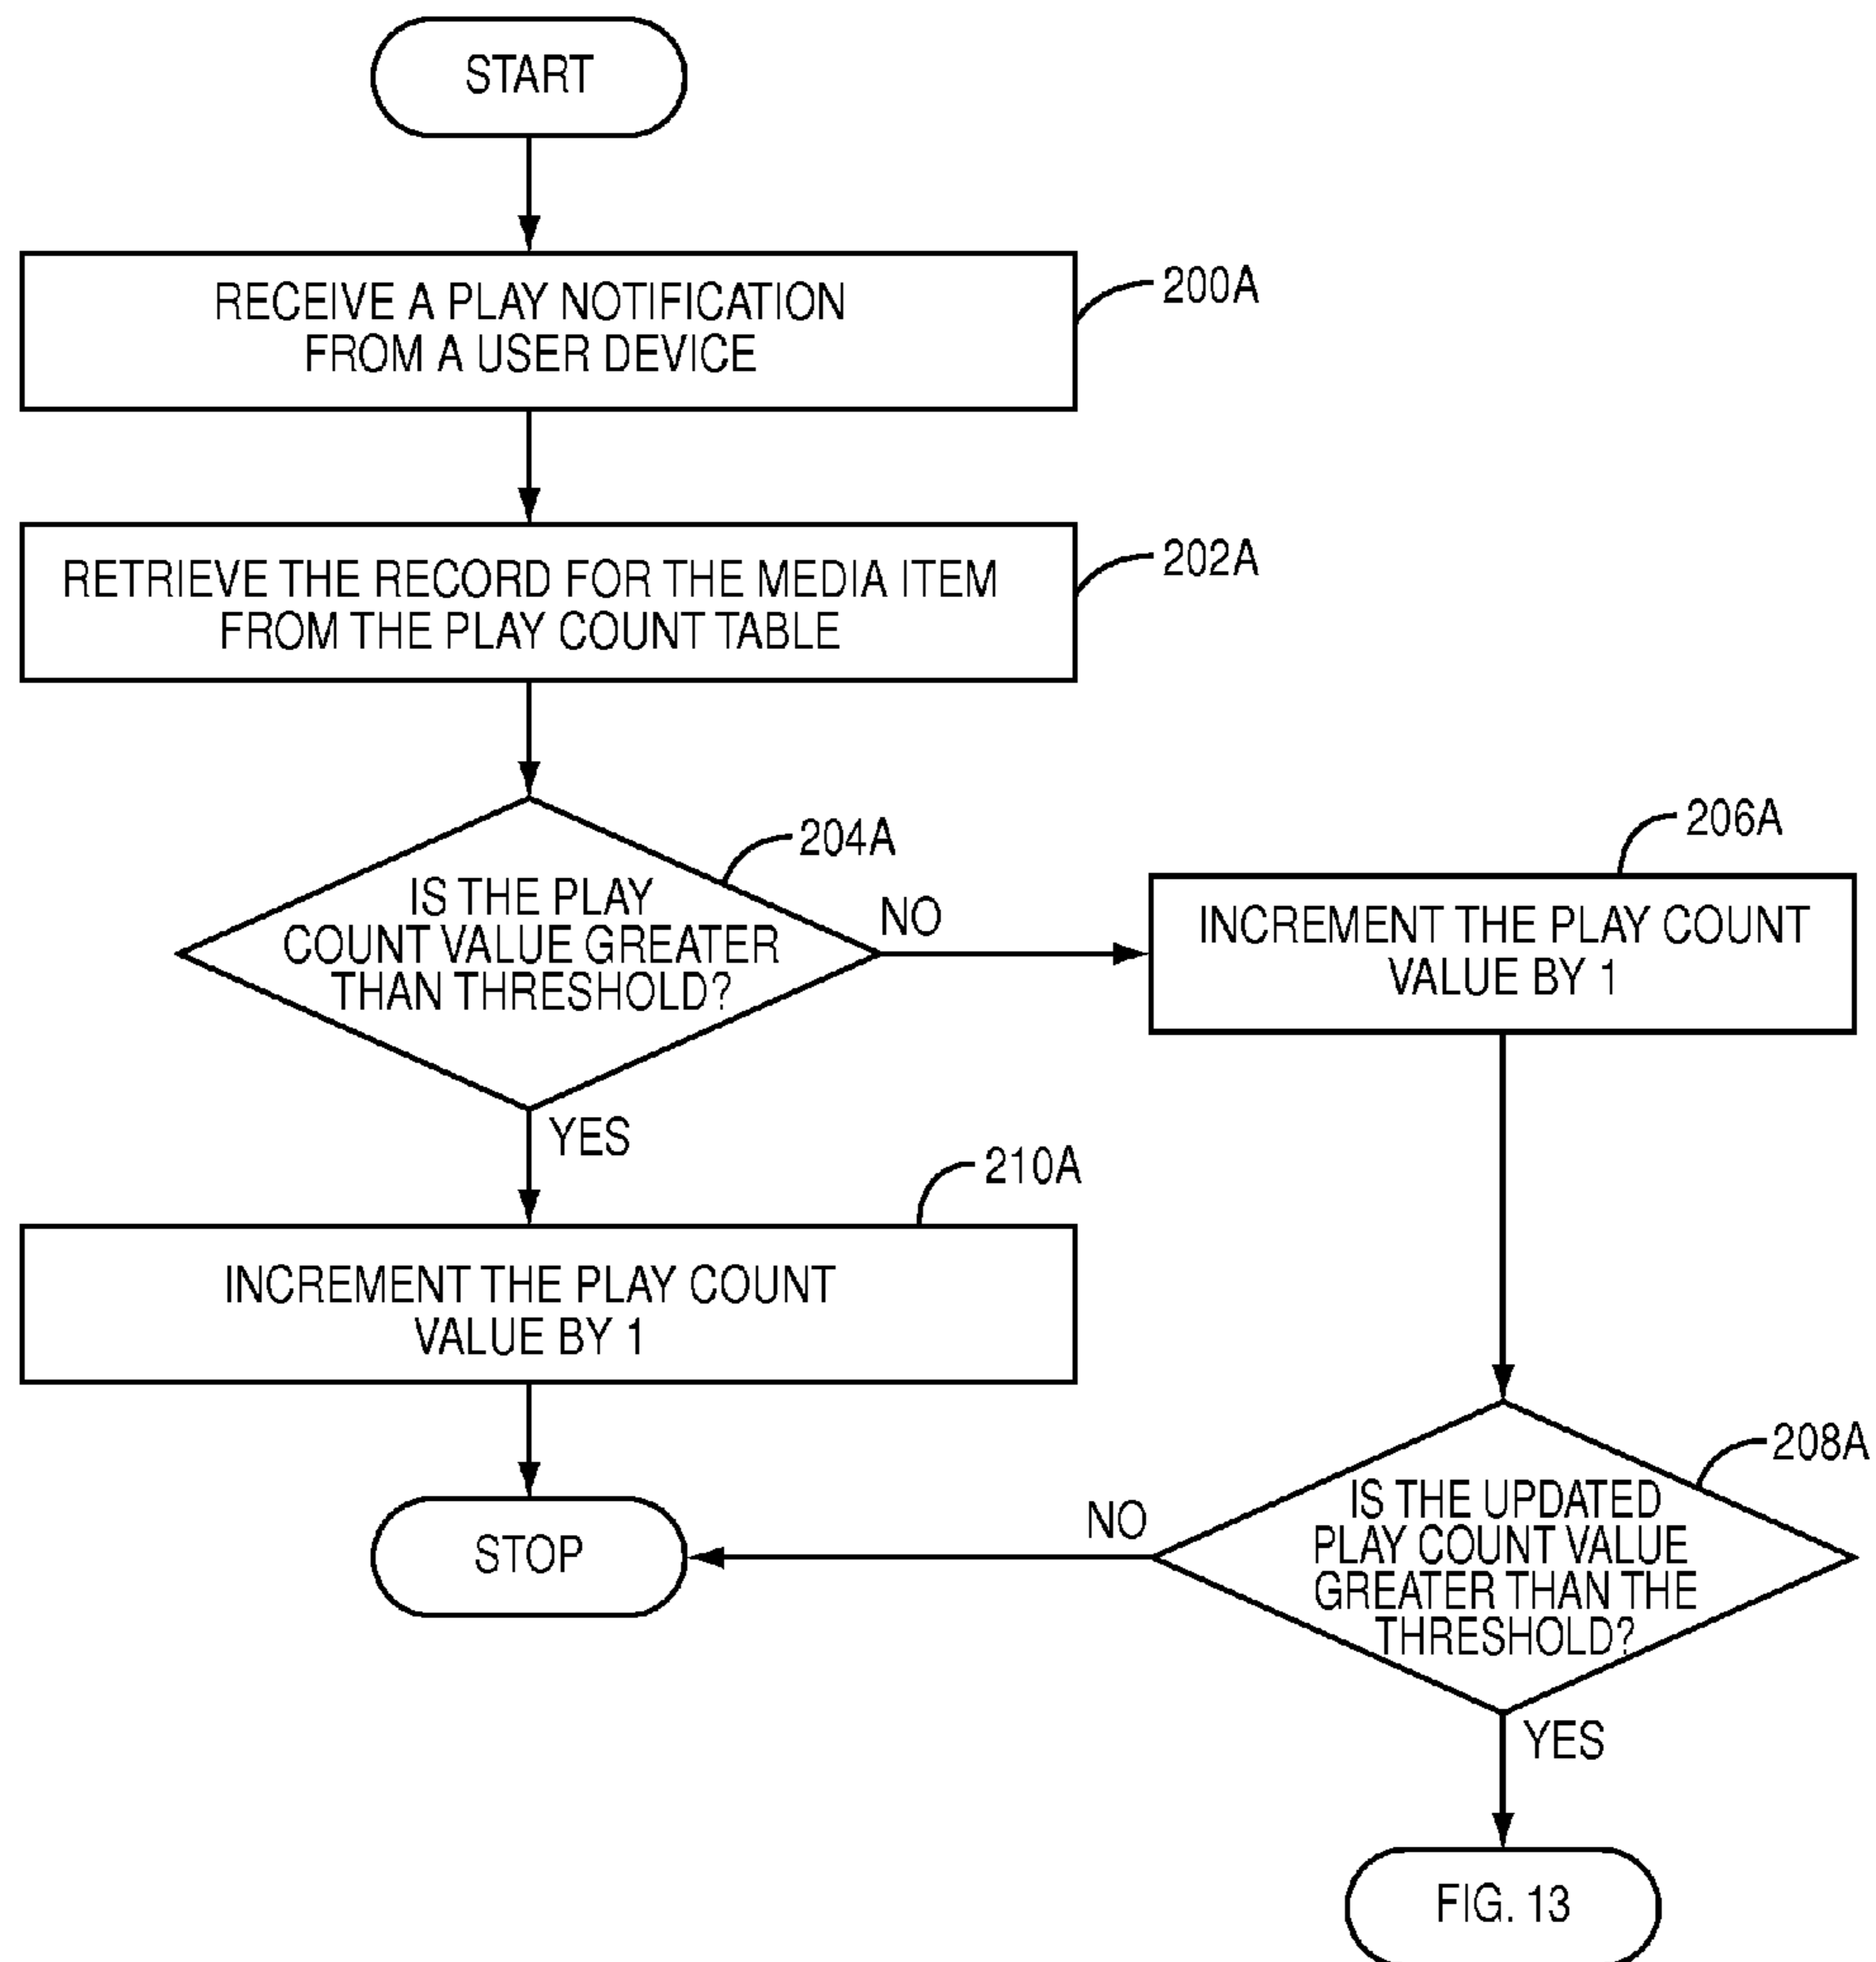 START
RECEIVE A PLAY NOTIFICATION
FROM A USER DEVICE
200A
RETRIEVE THE RECORD FOR THE MEDIA ITEM
FROM THE PLAY COUNT TABLE
202A
IS THE PLAY
COUNT VALUE GREATER
THAN THRESHOLD?
204A
NO
INCREMENT THE PLAY COUNT
VALUE BY 1
206A
YES
INCREMENT THE PLAY COUNT
VALUE BY 1
210A
STOP
NO
IS THE UPDATED
PLAY COUNT VALUE
GREATER THAN THE
THRESHOLD?
208A
YES
FIG. 13